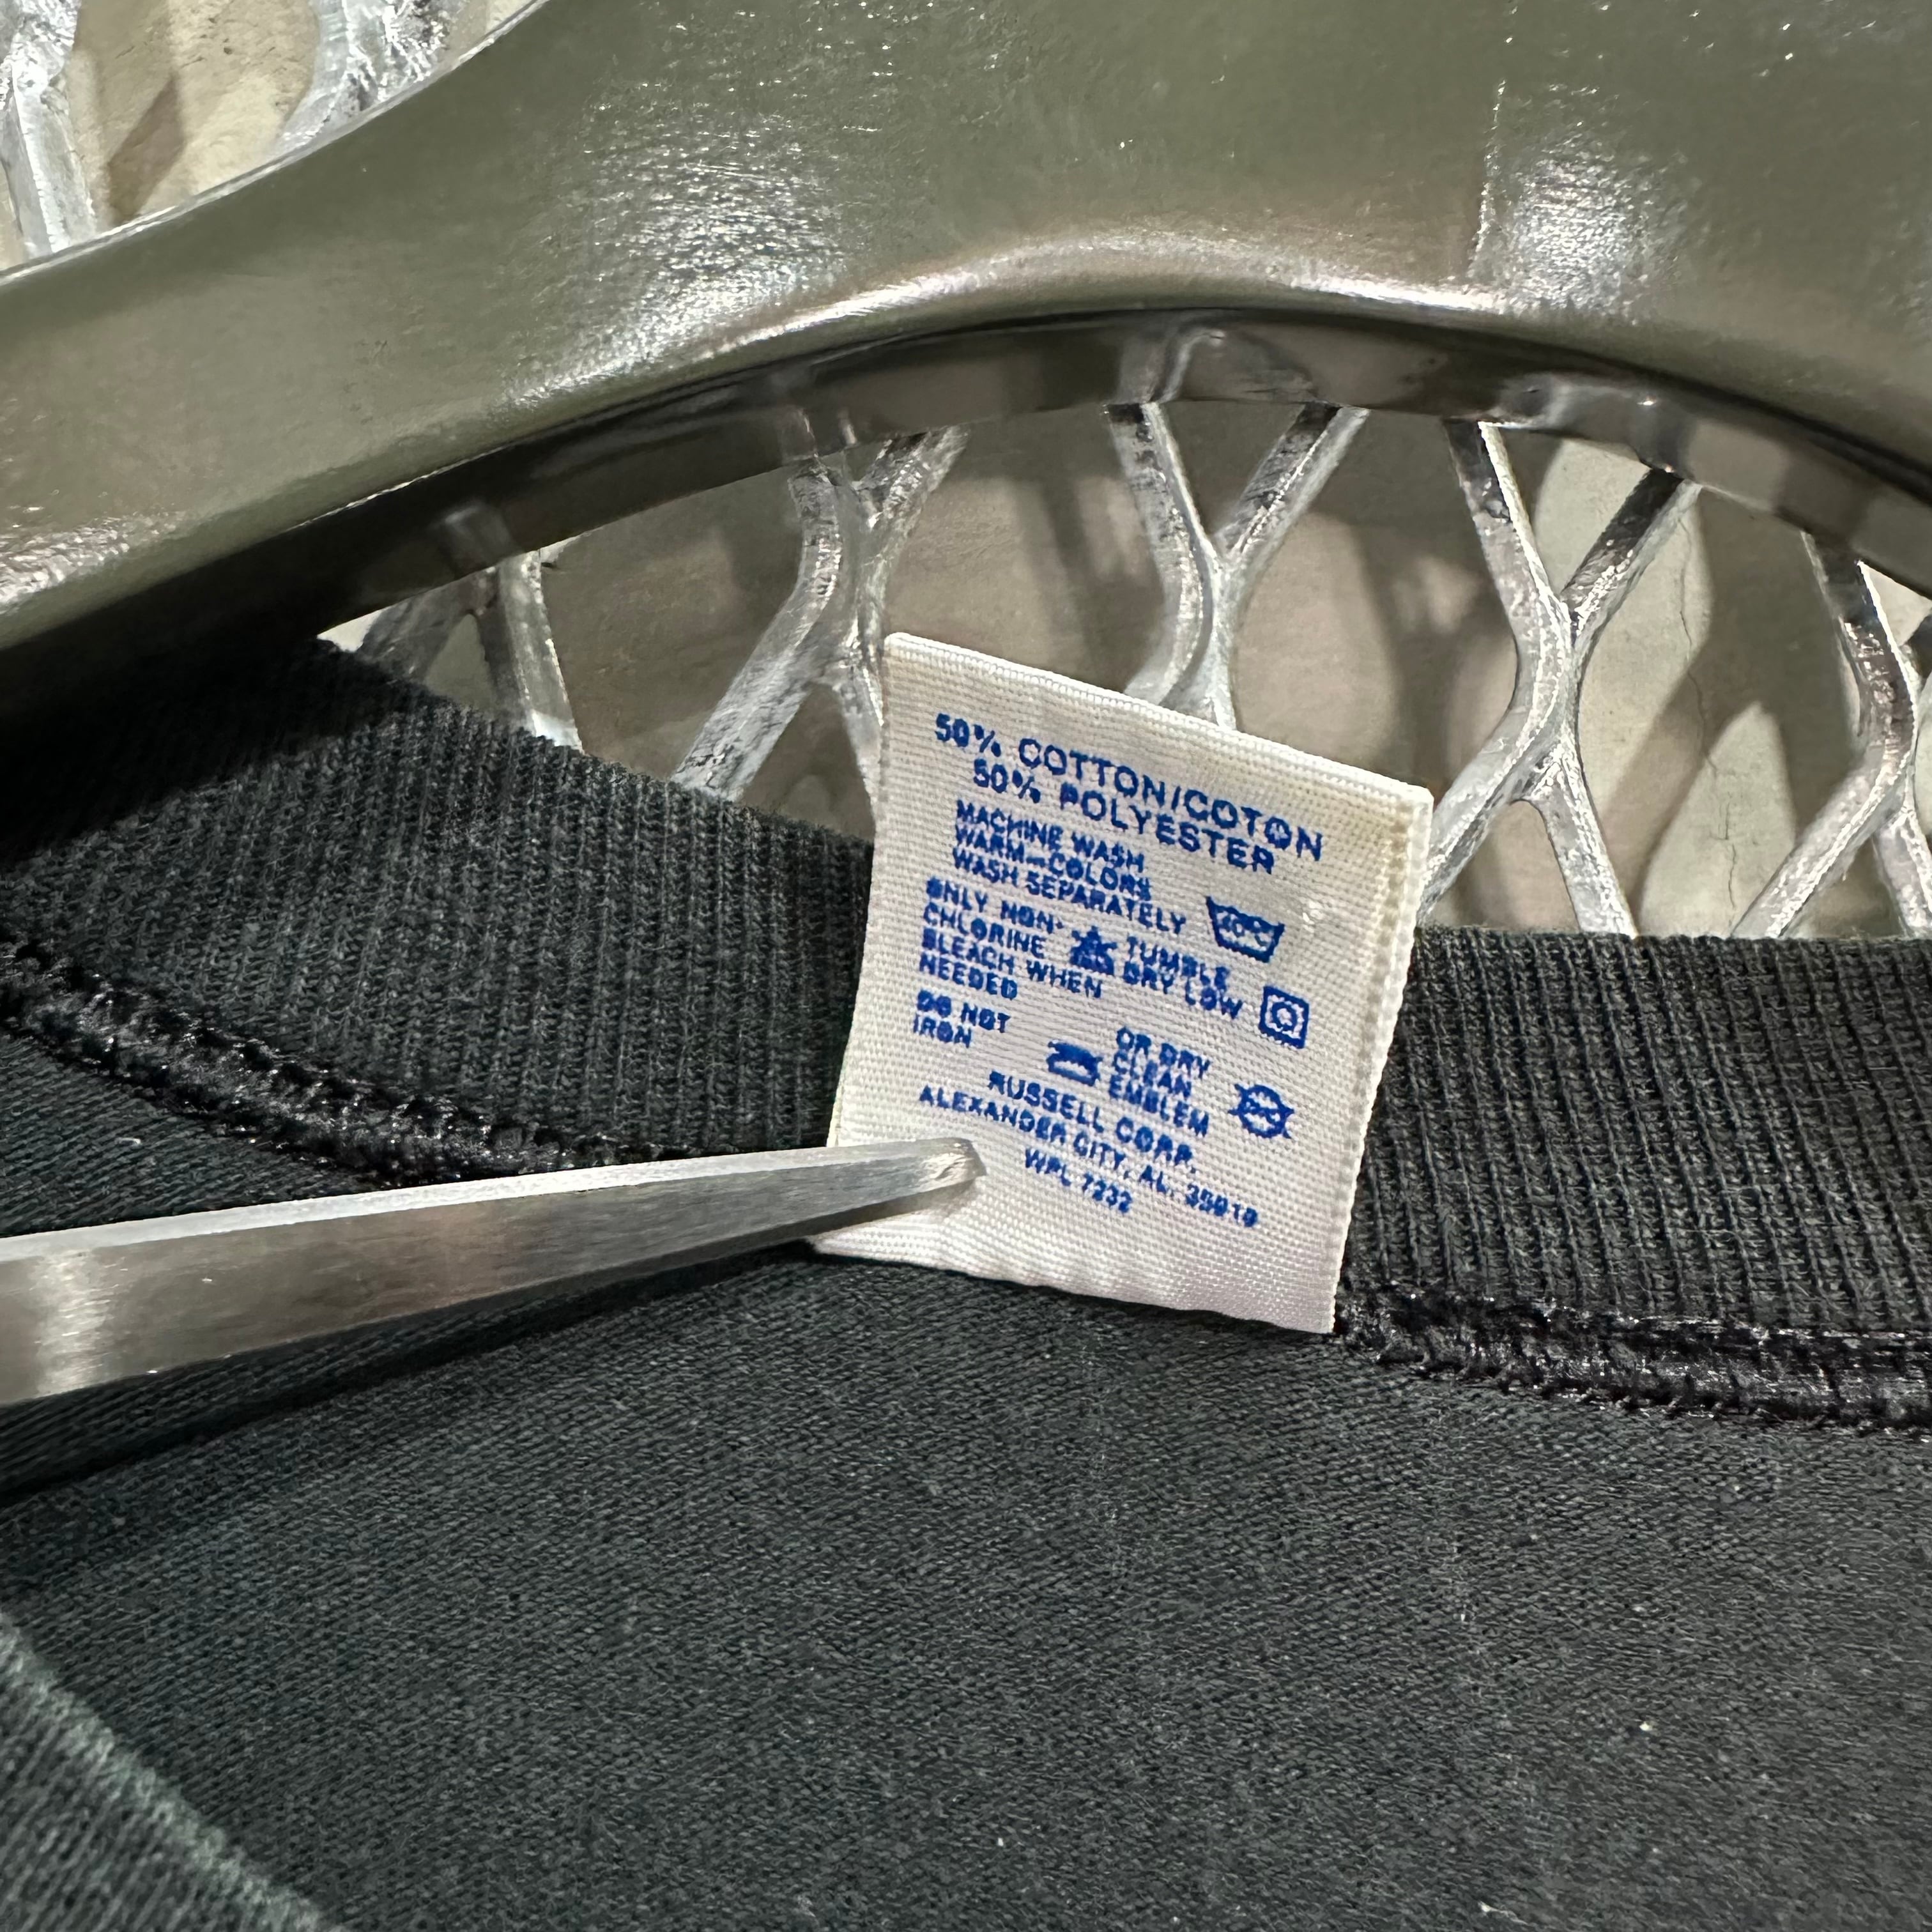 50% COTTON/COTON
50% POLYESTER
MACHINE WASH
WARM—COLORS
WASH SEPARATELY
40°C
ONLY NON-
CHLORINE
BLEACH WHEN
NEEDED
TUMBLE
DRY LOW
DO NOT
IRON
OR DRY
CLEAN
EMBLEM
RUSSELL CORP.
ALEXANDER CITY, AL. 35010
WPL 7232